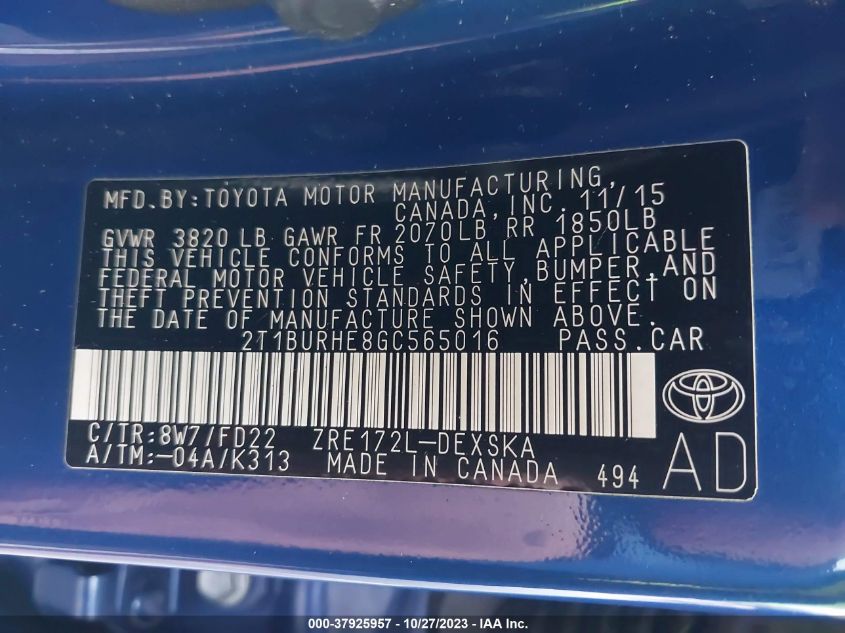 MFD.BY:TOYOTA MOTOR MANUFACTURING,
CANADA,INC. 11/15
GVWR 3820 LB GAWR FR 2070LB RR 1850LB
THIS VEHICLE CONFORMS TO ALL APPLICABLE
FEDERAL MOTOR VEHICLE SAFETY,BUMPER,AND
THEFT PREVENTION STANDARDS IN EFFECT ON
THE DATE OF MANUFACTURE SHOWN ABOVE.
2T1BURHE8GC565016 PASS.CAR
C/TR:8W7/FD22 ZRE172L-DEXSKA
A/TM:-04A/K313 MADE IN CANADA 494 AD
000-37925957 - 10/27/2023 - IAA Inc.